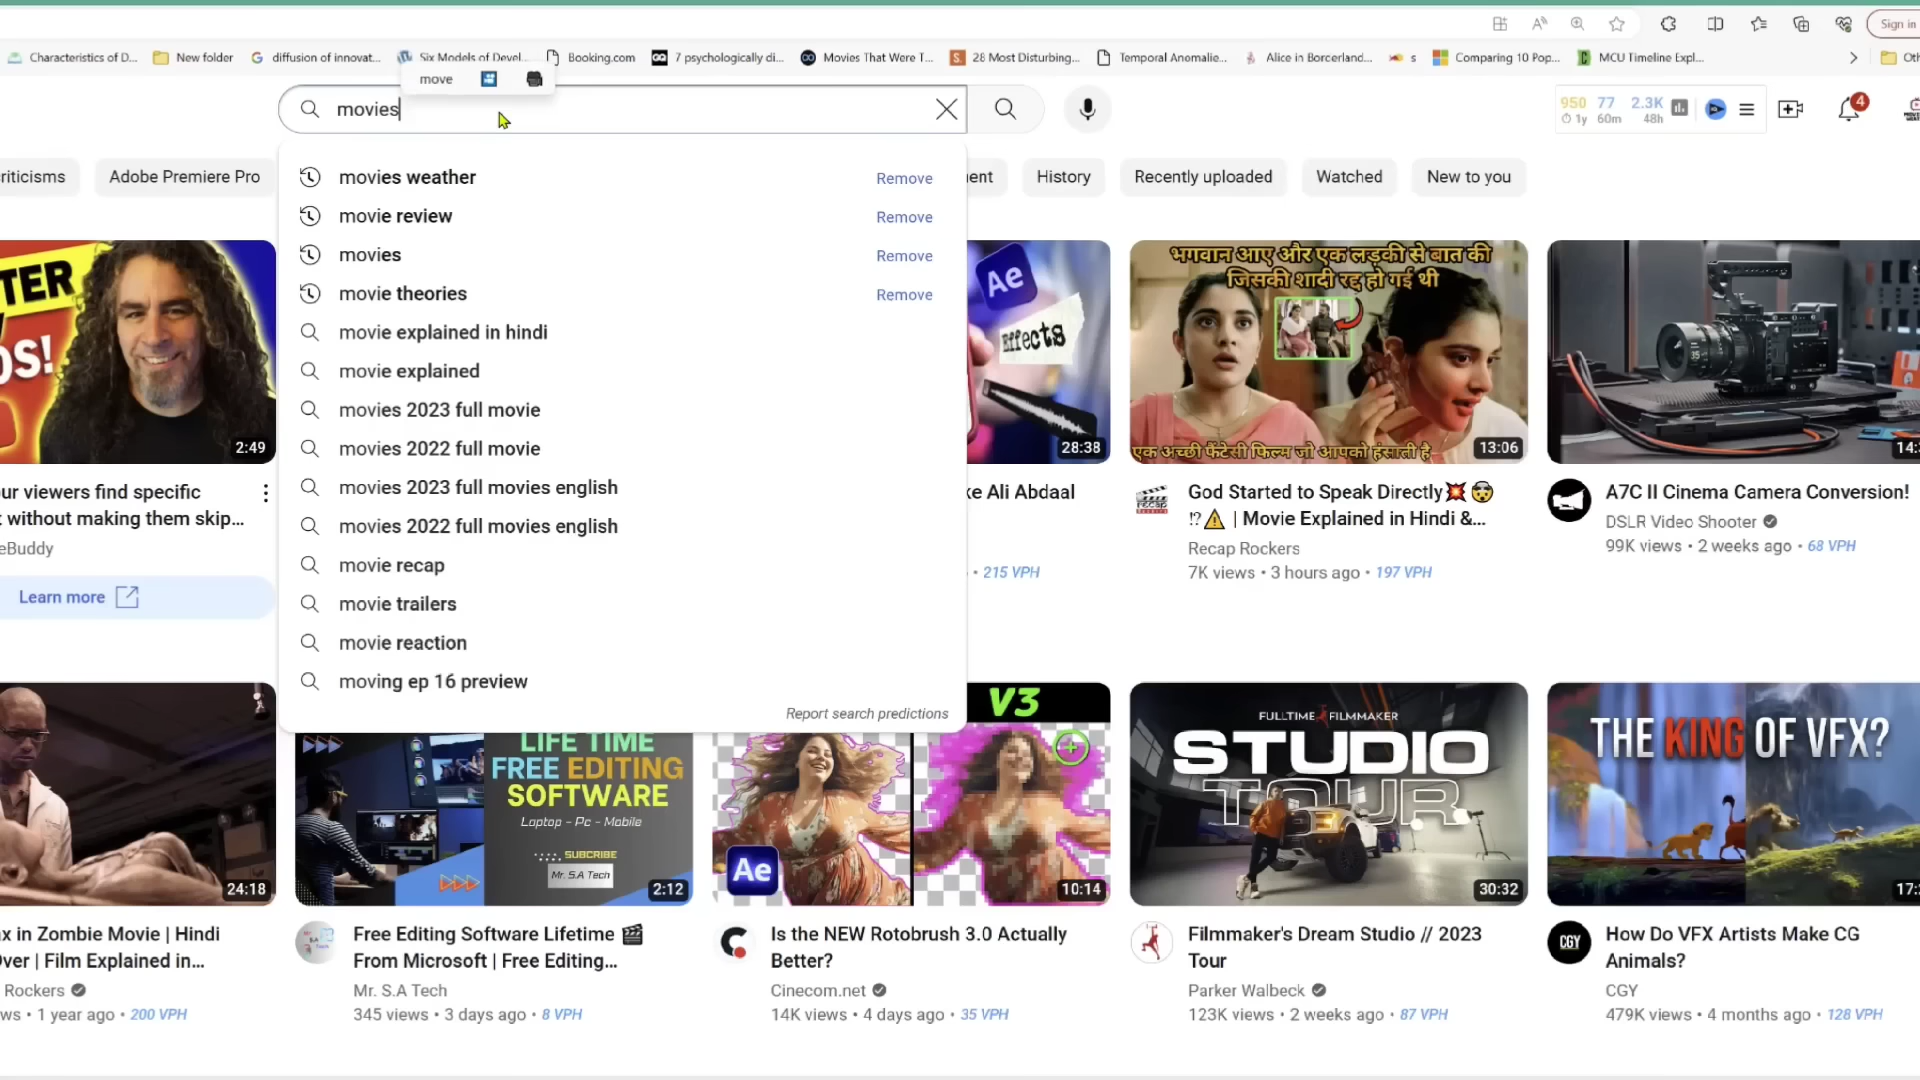 Sign in
Characteristics of D...
New folder
diffusion of innovat...
Six Models of Devel...
Booking.com
7 psychologically di...
Movies That Were T...
28 Most Disturbing...
Temporal Anomalie...
Alice in Borcerland...
s
Comparing 10 Pop...
MCU Timeline Expl...
Oth
move
movies
950 77 2.3K
1y 60m 48h
4
riticisms
Adobe Premiere Pro
ent
History
Recently uploaded
Watched
New to you
movies weather Remove
movie review Remove
movies Remove
movie theories Remove
movie explained in hindi
movie explained
movies 2023 full movie
movies 2022 full movie
movies 2023 full movies english
movies 2022 full movies english
movie recap
movie trailers
movie reaction
moving ep 16 preview
Report search predictions
TER
OS!
2:49
ur viewers find specific
without making them skip...
eBuddy
Learn more
Ae
Effects
28:38
ke Ali Abdaal
• 215 VPH
भगवान आए और एक लड़की से बात की
जिसकी शादी रद्द हो गई थी
एक अच्छी फैंटेसी फिल्म जो आपको हंसाती है
13:06
recap
God Started to Speak Directly💥🤯
⁉️⚠️ | Movie Explained in Hindi &...
Recap Rockers
7K views • 3 hours ago • 197 VPH
35
14:
A7C II Cinema Camera Conversion!
DSLR Video Shooter
99K views • 2 weeks ago • 68 VPH
24:18
x in Zombie Movie | Hindi
Over | Film Explained in...
Rockers
ws • 1 year ago • 200 VPH
LIFE TIME
FREE EDITING
SOFTWARE
Laptop - Pc - Mobile
SUBCRIBE
Mr. S.A Tech
2:12
Free Editing Software Lifetime 🎬
From Microsoft | Free Editing...
Mr. S.A Tech
345 views • 3 days ago • 8 VPH
V3
Ae
10:14
Is the NEW Rotobrush 3.0 Actually
Better?
Cinecom.net
14K views • 4 days ago • 35 VPH
FULLTIME FILMMAKER
STUDIO
TOUR
30:32
Filmmaker's Dream Studio // 2023
Tour
Parker Walbeck
123K views • 2 weeks ago • 87 VPH
THE KING OF VFX?
17:
CGY
How Do VFX Artists Make CG
Animals?
CGY
479K views • 4 months ago • 128 VPH